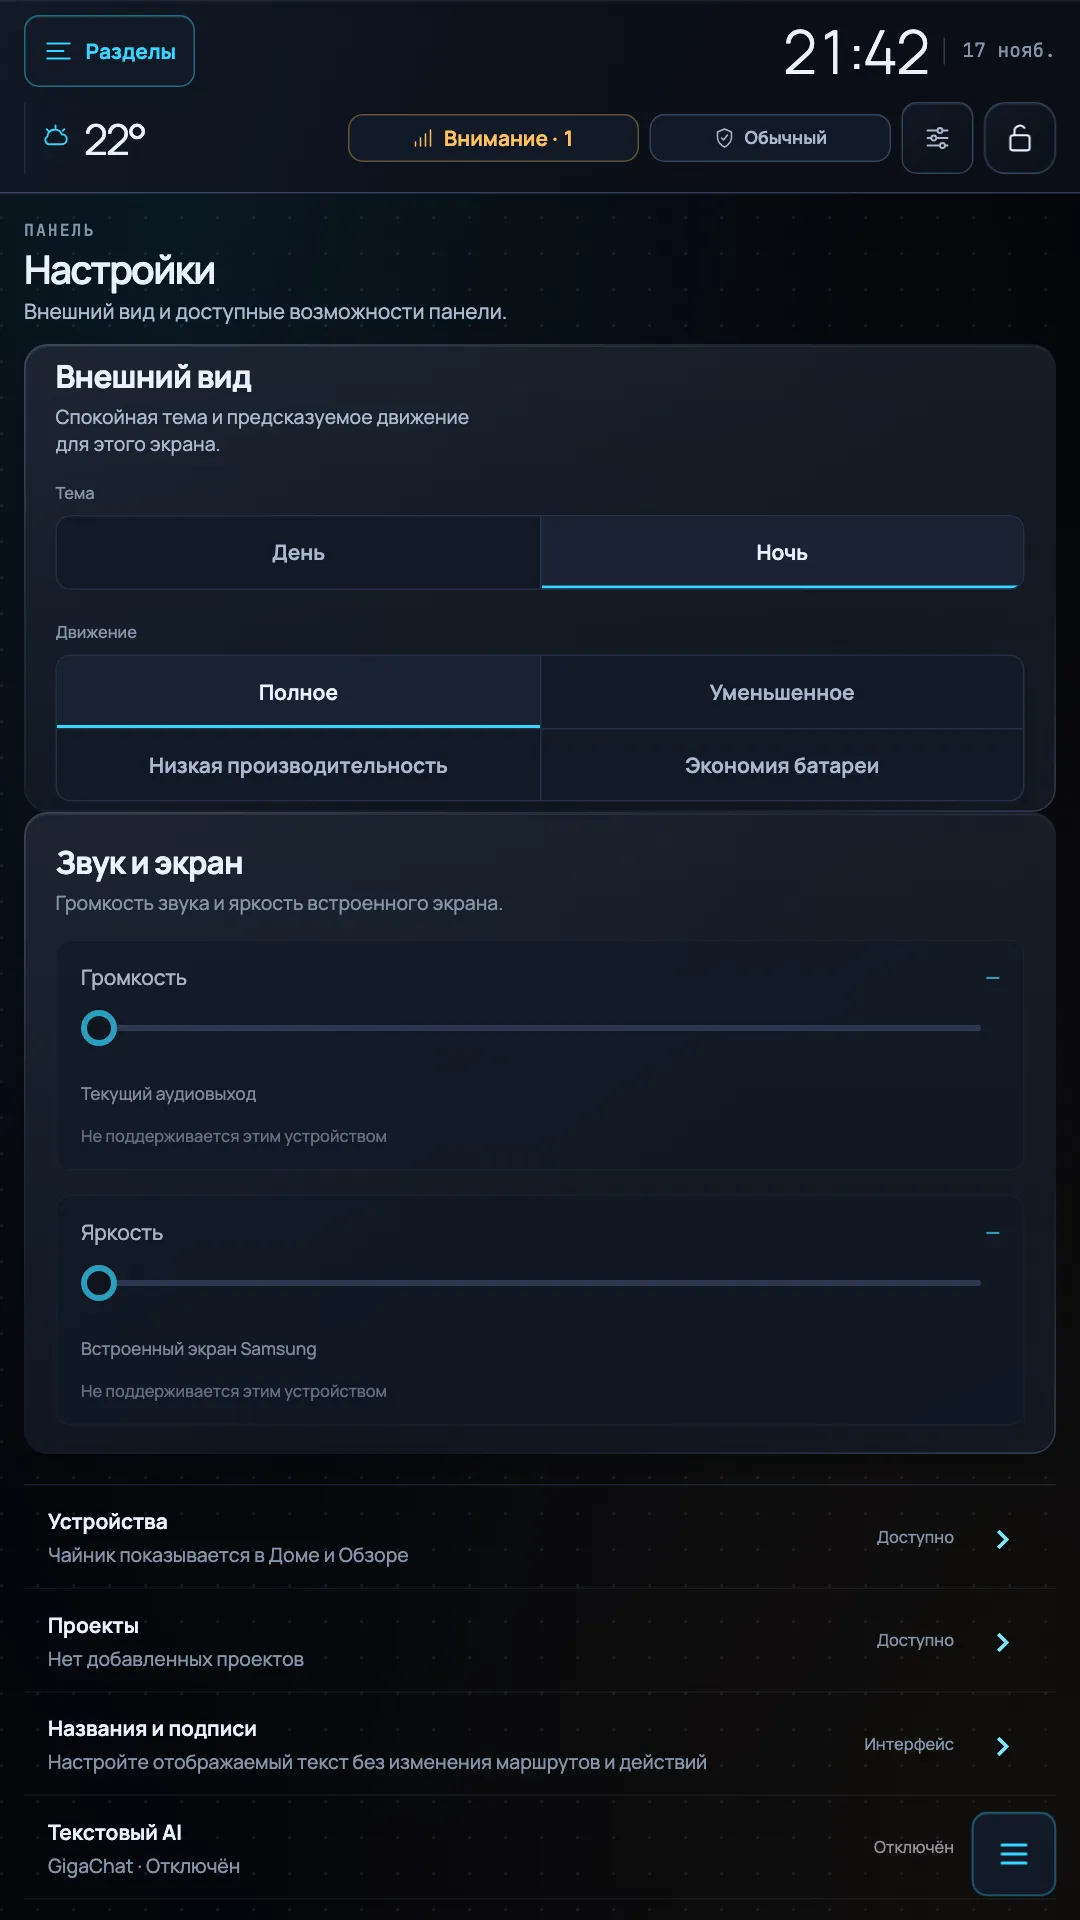 Разделы
21:42
17 нояб.
22°
Внимание · 1
Обычный
ПАНЕЛЬ
Настройки
Внешний вид и доступные возможности панели.
Внешний вид
Спокойная тема и предсказуемое движение
для этого экрана.
Тема
День
Ночь
Движение
Полное
Уменьшенное
Низкая производительность
Экономия батареи
Звук и экран
Громкость звука и яркость встроенного экрана.
Громкость
—
Текущий аудиовыход
Не поддерживается этим устройством
Яркость
—
Встроенный экран Samsung
Не поддерживается этим устройством
Устройства
Чайник показывается в Доме и Обзоре
Доступно
Проекты
Нет добавленных проектов
Доступно
Названия и подписи
Настройте отображаемый текст без изменения маршрутов и действий
Интерфейс
Текстовый AI
GigaChat · Отключён
Отключён